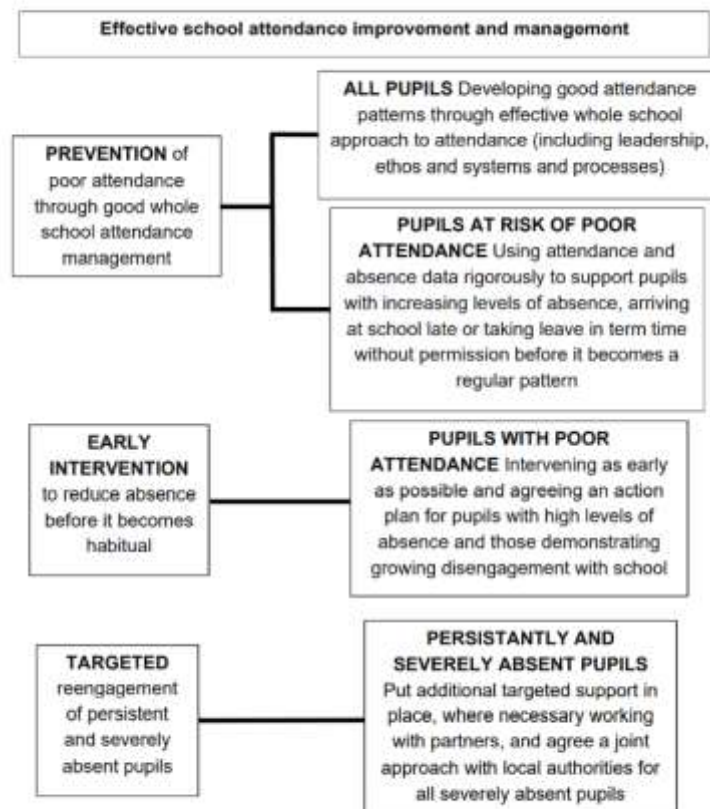 Effective school attendance improvement and management
PREVENTION of
poor attendance
through good whole
school attendance
management
ALL PUPILS Developing good attendance
patterns through effective whole school
approach to attendance (including leadership,
ethos and systems and processes)
PUPILS AT RISK OF POOR
ATTENDANCE Using attendance and
absence data rigorously to support pupils
with increasing levels of absence, arriving
at school late or taking leave in term time
without permission before it becomes a
regular pattern
EARLY
INTERVENTION
to reduce absence
before it becomes
habitual
PUPILS WITH POOR
ATTENDANCE Intervening as early
as possible and agreeing an action
plan for pupils with high levels of
absence and those demonstrating
growing disengagement with school
TARGETED
reengagement
of persistent
and severely
absent pupils
PERSISTANTLY AND
SEVERELY ABSENT PUPILS
Put additional targeted support in
place, where necessary working
with partners, and agree a joint
approach with local authorities for
all severely absent pupils